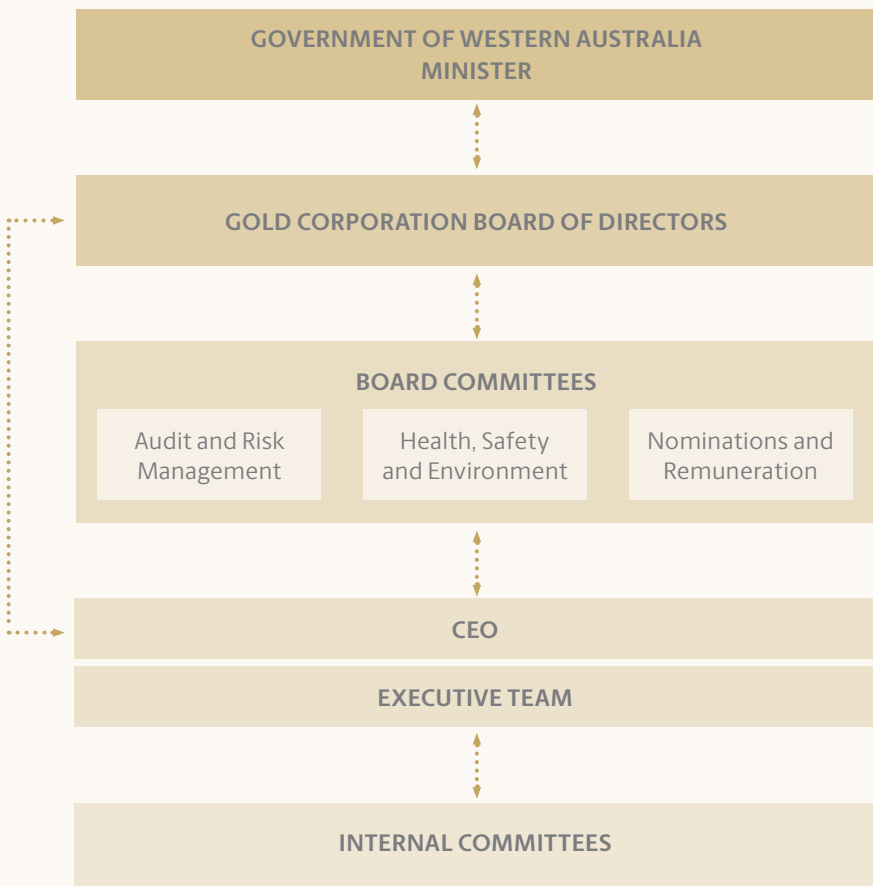 GOVERNMENT OF WESTERN AUSTRALIA
MINISTER
GOLD CORPORATION BOARD OF DIRECTORS
BOARD COMMITTEES
Audit and Risk
Management
Health, Safety
and Environment
Nominations and
Remuneration
CEO
EXECUTIVE TEAM
INTERNAL COMMITTEES